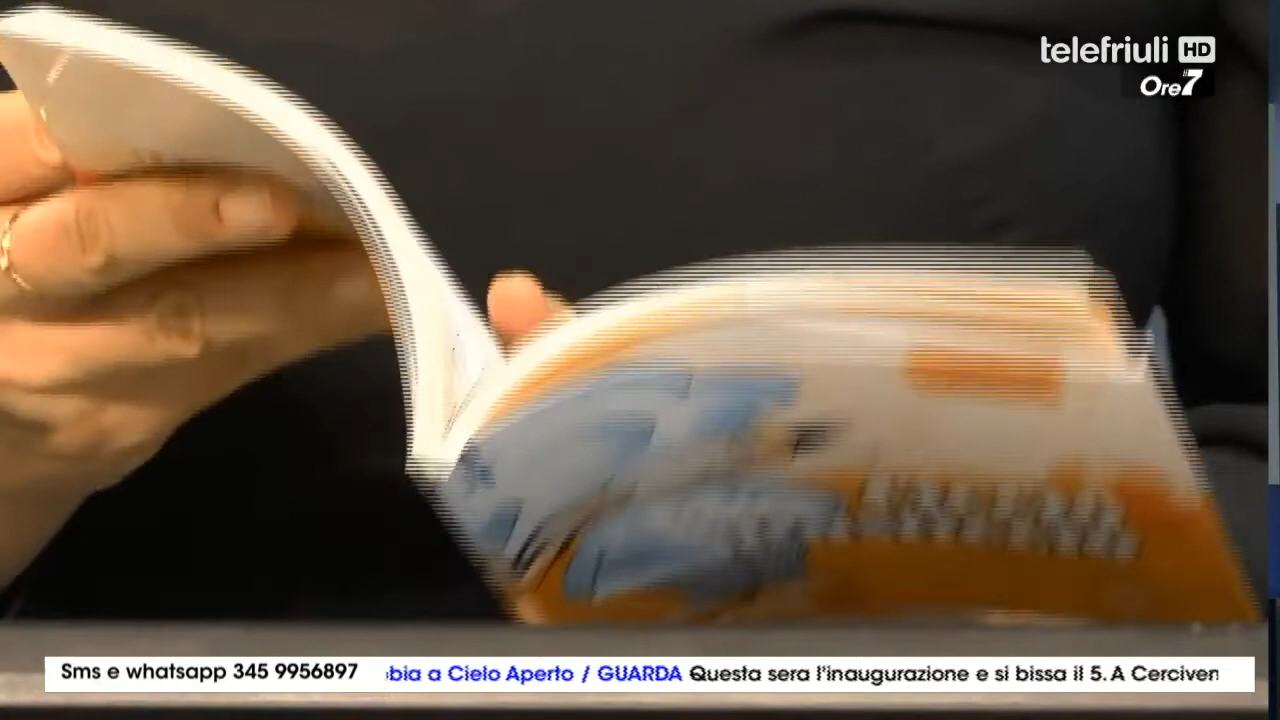 telefriuli HD
Ore7
Sms e whatsapp 345 9956897 bia a Cielo Aperto / GUARDA Questa sera l'inaugurazione e si bissa il 5. A Cerciven